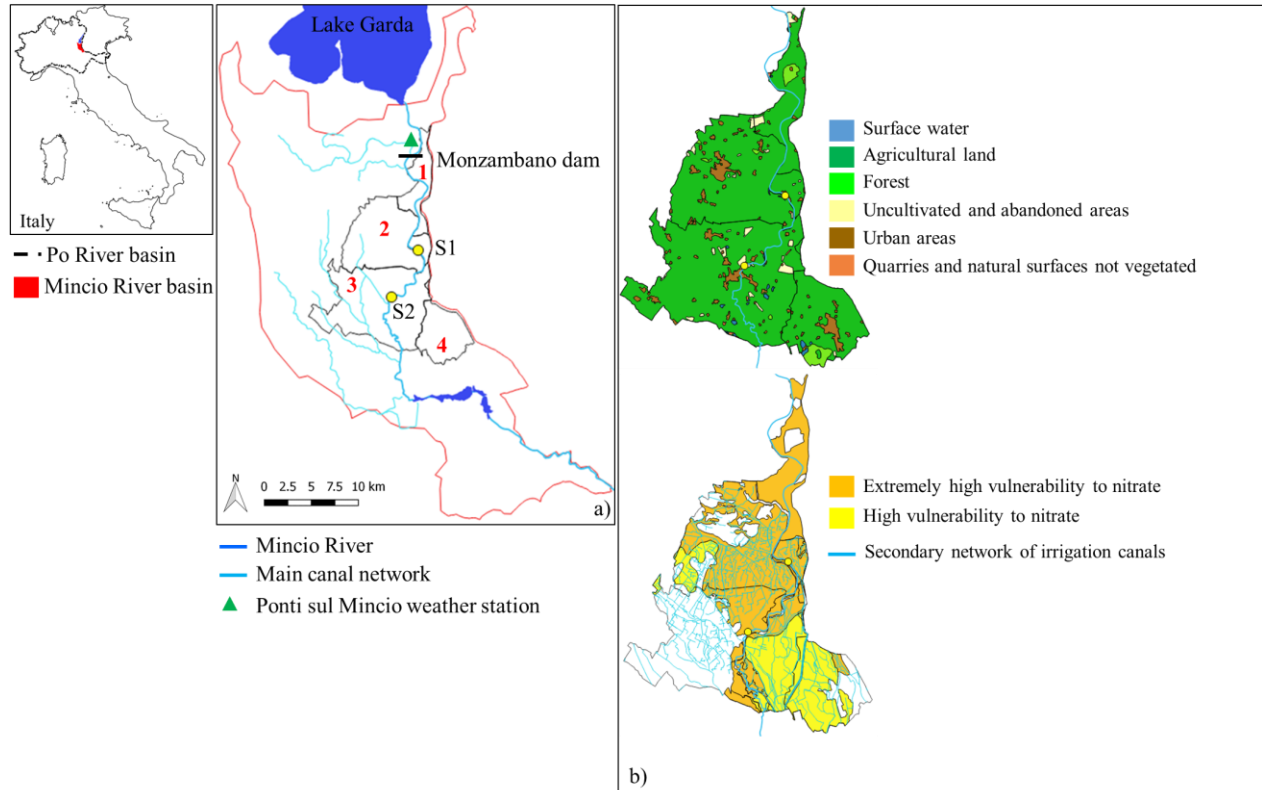 Italy
Po River basin
Mincio River basin
Lake Garda
Monzambano dam
1
2
S1
3
S2
4
N
0 2.5 5 7.5 10 km
a)
Mincio River
Main canal network
Ponti sul Mincio weather station
Surface water
Agricultural land
Forest
Uncultivated and abandoned areas
Urban areas
Quarries and natural surfaces not vegetated
Extremely high vulnerability to nitrate
High vulnerability to nitrate
Secondary network of irrigation canals
b)